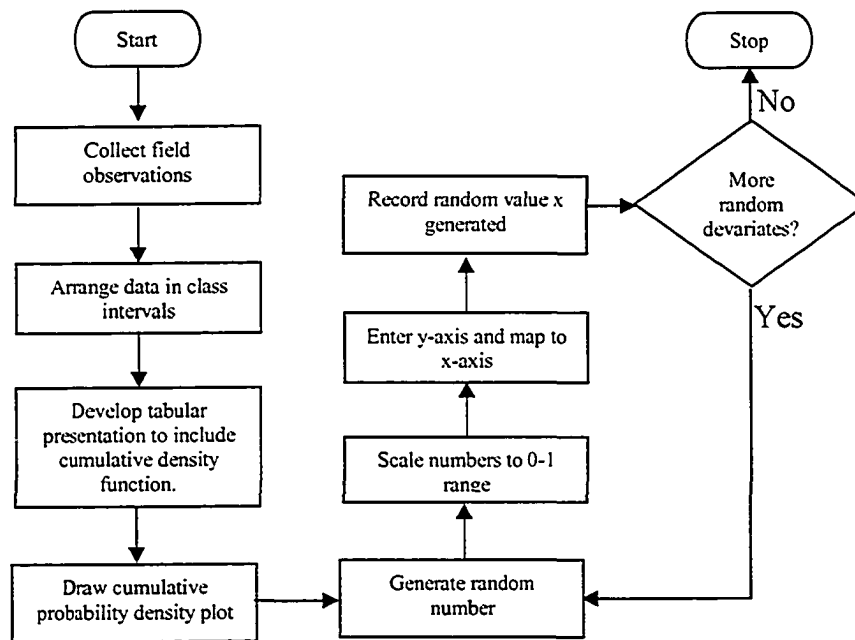 Start
Collect field
observations
Arrange data in class
intervals
Develop tabular
presentation to include
cumulative density
function.
Draw cumulative
probability density plot
Generate random
number
Scale numbers to 0-1
range
Enter y-axis and map to
x-axis
Record random value x
generated
More
random
devariates?
No
Stop
Yes